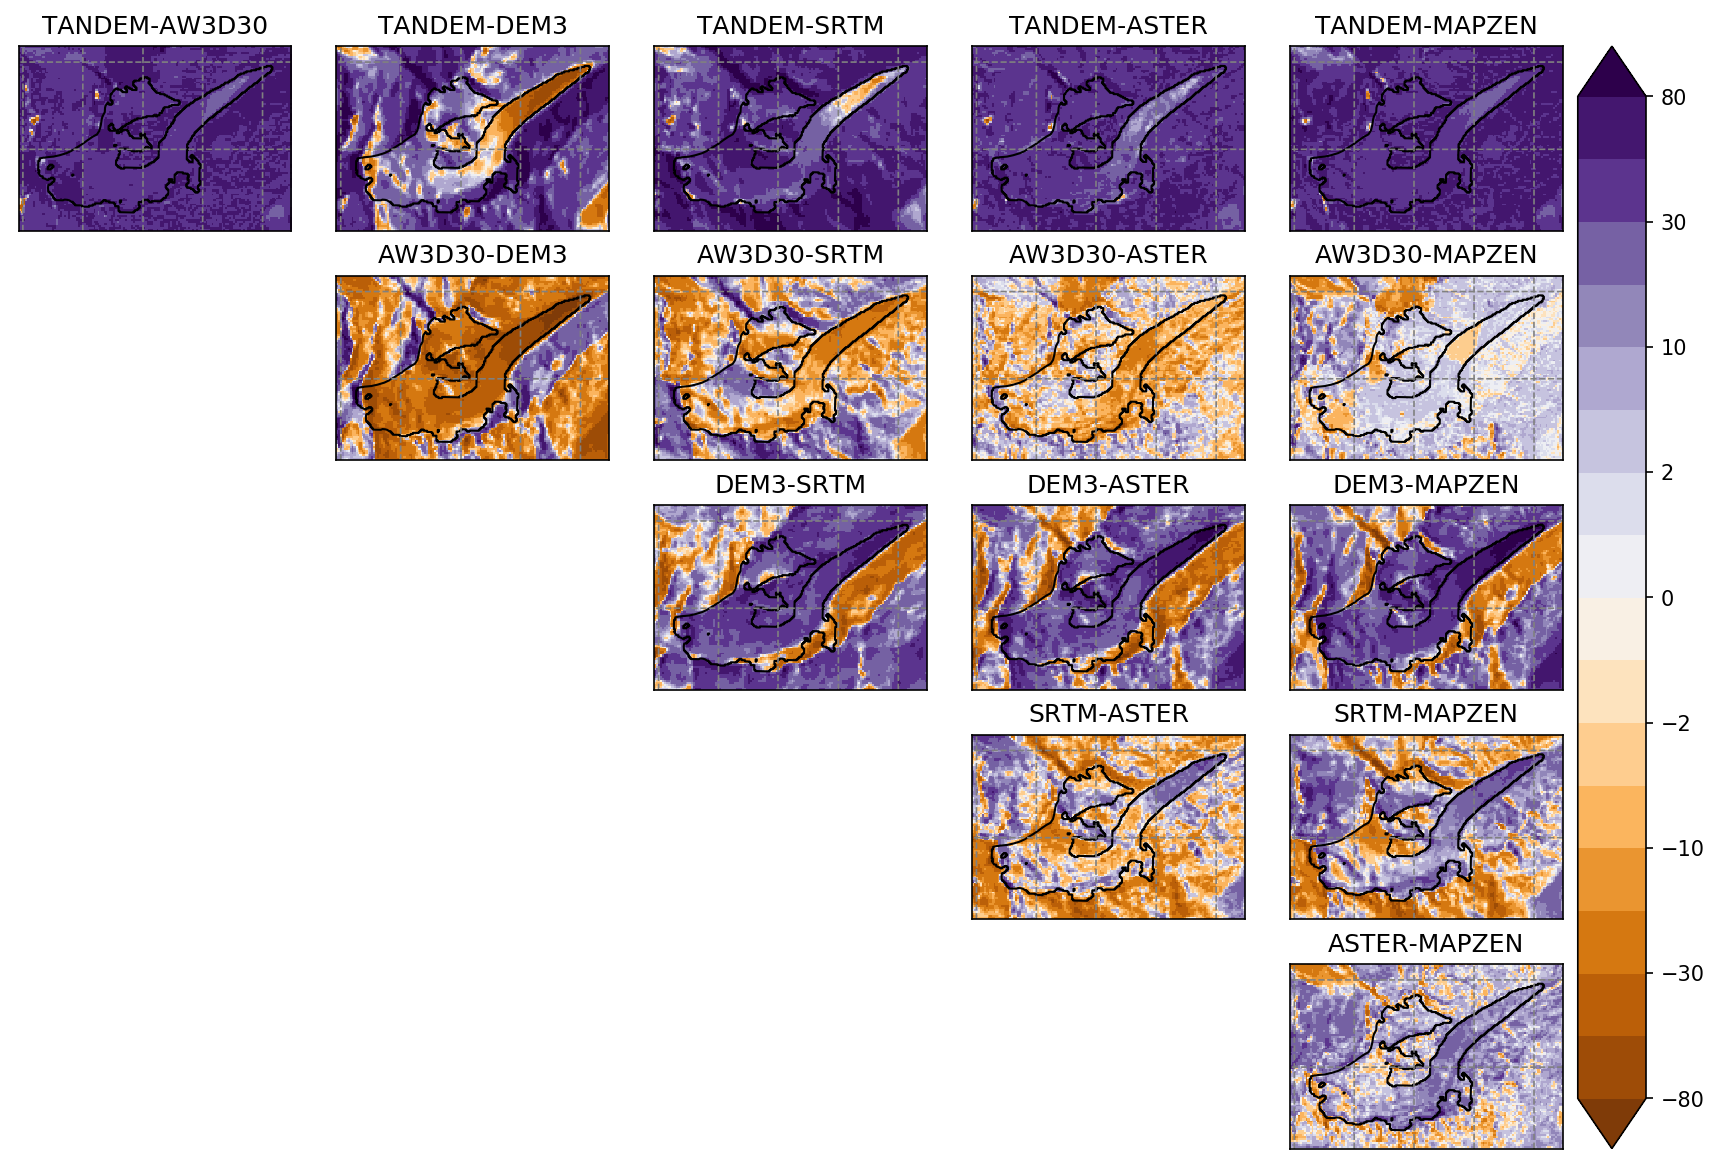 TANDEM-AW3D30 TANDEM-DEM3 TANDEM-SRTM TANDEM-ASTER TANDEM-MAPZEN
AW3D30-DEM3 AW3D30-SRTM AW3D30-ASTER AW3D30-MAPZEN
DEM3-SRTM DEM3-ASTER DEM3-MAPZEN
SRTM-ASTER SRTM-MAPZEN
ASTER-MAPZEN
80
30
10
2
0
−2
−10
−30
−80